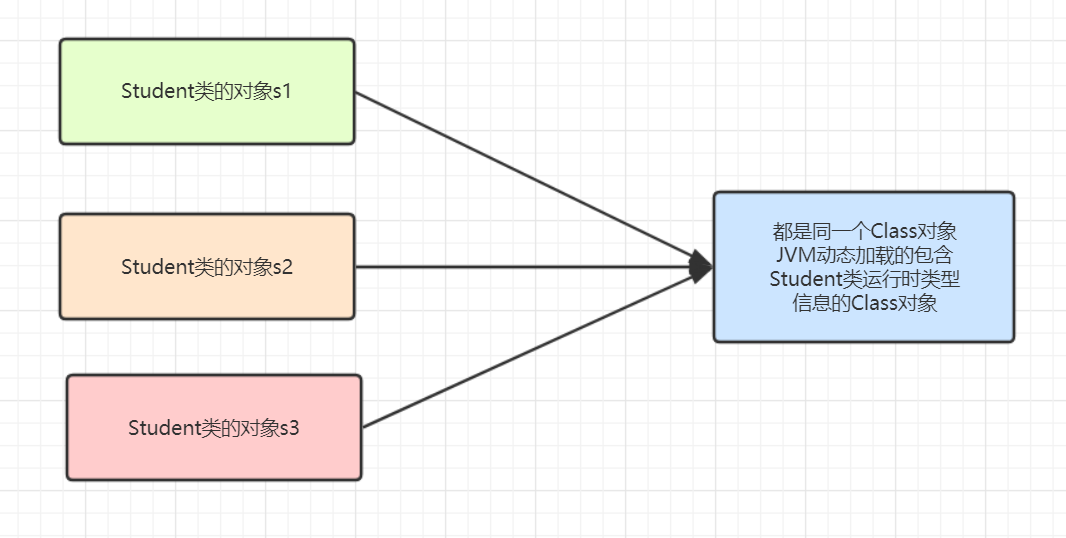 Student类的对象s1
Student类的对象s2
Student类的对象s3
都是同一个Class对象
JVM动态加载的包含
Student类运行时类型
信息的Class对象